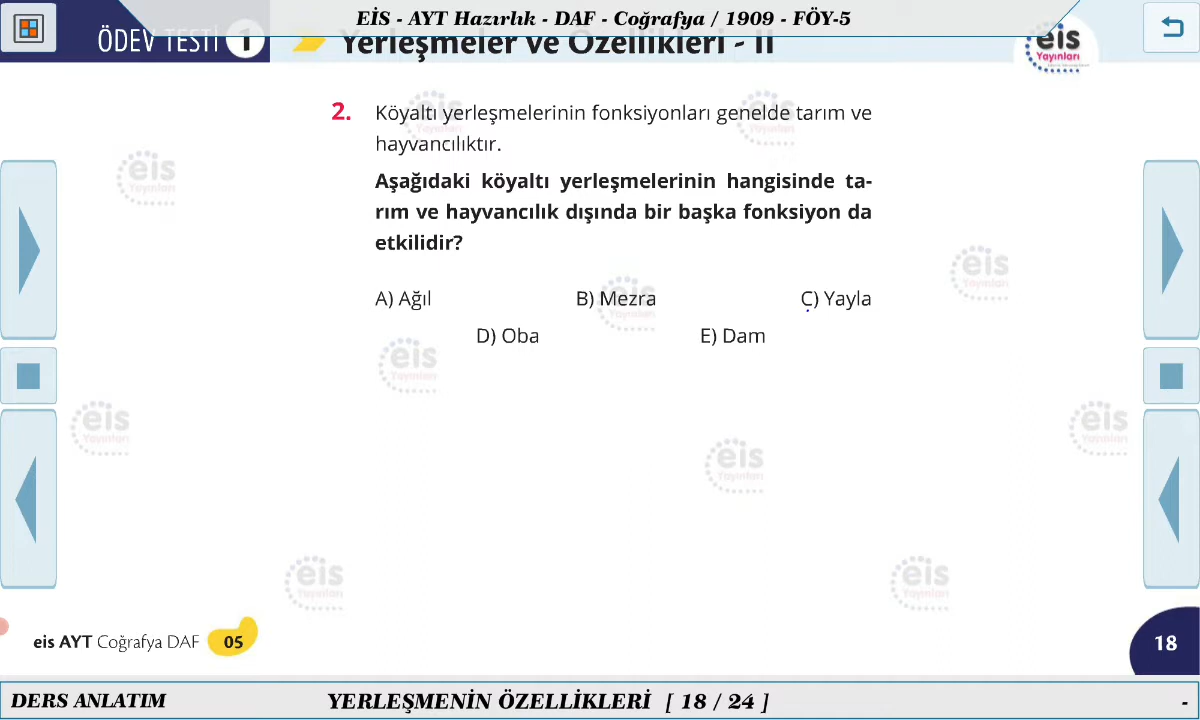 EİS - AYT Hazırlık - DAF - Coğrafya / 1909 - FÖY-5
ÖDEV TESTİ 1
Yerleşmeler ve Özellikleri - II
eis
Yayınları
2. Köyaltı yerleşmelerinin fonksiyonları genelde tarım ve
hayvancılıktır.
Aşağıdaki köyaltı yerleşmelerinin hangisinde ta-
rım ve hayvancılık dışında bir başka fonksiyon da
etkilidir?
A) Ağıl B) Mezra C) Yayla
D) Oba E) Dam
eis AYT Coğrafya DAF 05
18
DERS ANLATIM YERLEŞMENİN ÖZELLİKLERİ [ 18 / 24 ] -